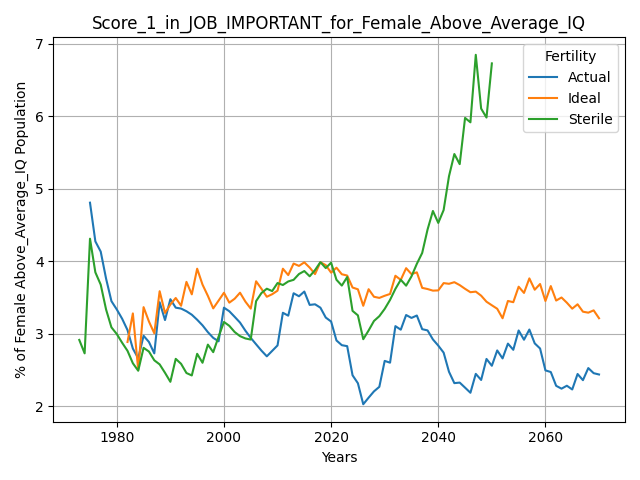 Score_1_in_JOB_IMPORTANT_for_Female_Above_Average_IQ
% of Female Above_Average_IQ Population
7
6
5
4
3
2
Fertility
Actual
Ideal
Sterile
1980 2000 2020 2040 2060
Years